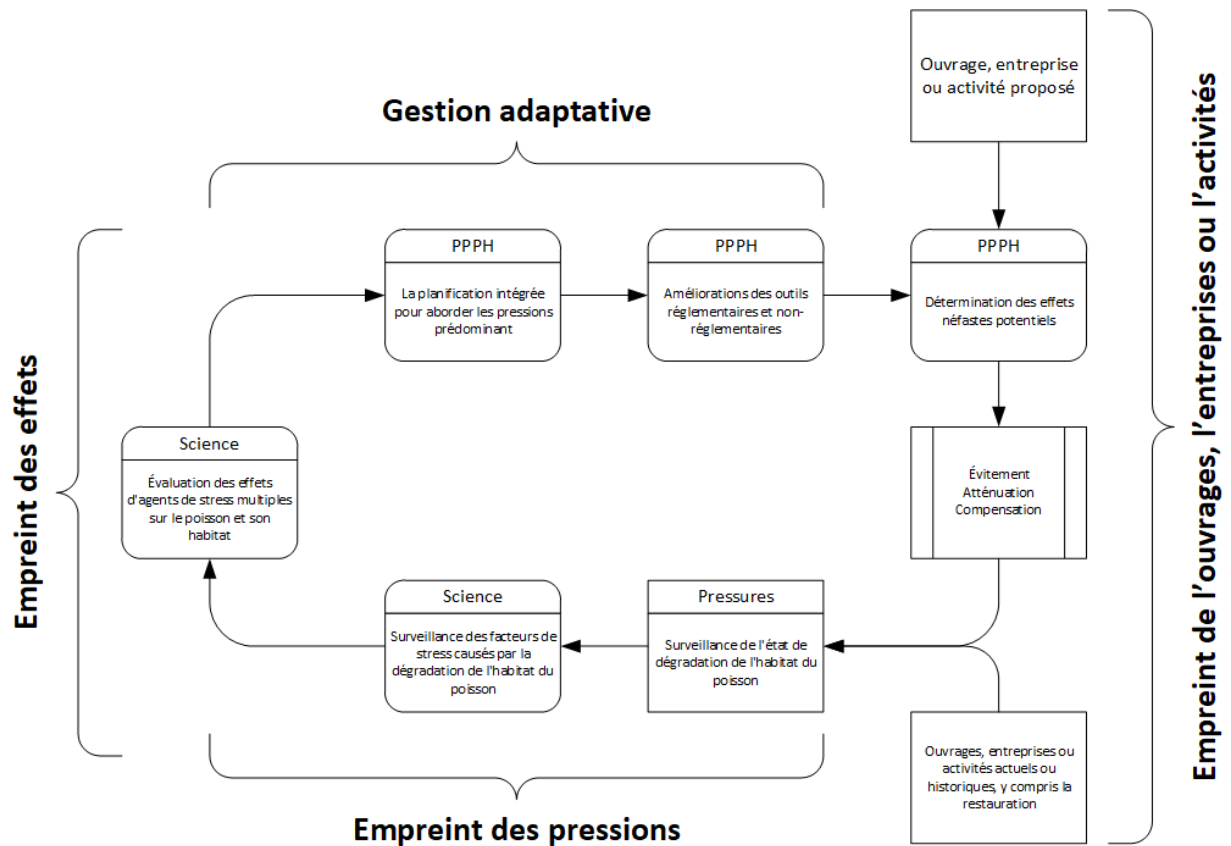 Ouvrage, entreprise
ou activité proposé
Gestion adaptative
PPPH
La planification intégrée
pour aborder les pressions
prédominant
PPPH
Améliorations des outils
réglementaires et non-
réglementaires
PPPH
Détermination des effets
néfastes potentiels
Empreint des effets
Science
Évaluation des effets
d'agents de stress multiples
sur le poisson et son
habitat
Évitement
Atténuation
Compensation
Science
Surveillance des facteurs de
stress causés par la
dégradation de l'habitat du
poisson
Pressures
Surveillance de l'état de
dégradation de l'habitat du
poisson
Ouvrages, entreprises ou
activités actuels ou
historiques, y compris la
restauration
Empreint des pressions
Empreint de l’ouvrages, l’entreprises ou l’activités